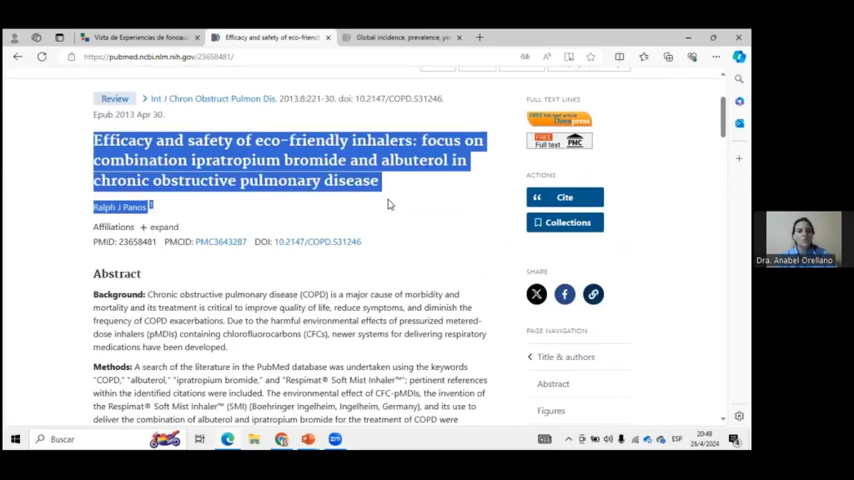 Vista de Experiencias de fonoau
Efficacy and safety of eco-friendl
Global incidence, prevalence, ye
https://pubmed.ncbi.nlm.nih.gov/23658481/
Review
Int J Chron Obstruct Pulmon Dis. 2013:8:221-30. doi: 10.2147/COPD.S31246.
Epub 2013 Apr 30.
Efficacy and safety of eco-friendly inhalers: focus on
combination ipratropium bromide and albuterol in
chronic obstructive pulmonary disease
Ralph J Panos 1
Affiliations + expand
PMID: 23658481 PMCID: PMC3643287 DOI: 10.2147/COPD.S31246
Abstract
Background: Chronic obstructive pulmonary disease (COPD) is a major cause of morbidity and
mortality and its treatment is critical to improve quality of life, reduce symptoms, and diminish the
frequency of COPD exacerbations. Due to the harmful environmental effects of pressurized metered-
dose inhalers (pMDIs) containing chlorofluorocarbons (CFCs), newer systems for delivering respiratory
medications have been developed.
Methods: A search of the literature in the PubMed database was undertaken using the keywords
"COPD," "albuterol," "ipratropium bromide," and "Respimat® Soft Mist Inhaler™"; pertinent references
within the identified citations were included. The environmental effect of CFC-pMDIs, the invention of
the Respimat® Soft Mist Inhaler™ (SMI) (Boehringer Ingelheim, Ingelheim, Germany), and its use to
deliver the combination of albuterol and ipratropium bromide for the treatment of COPD were
FULL TEXT LINKS
FREE
Full text
PMC
ACTIONS
Cite
Collections
SHARE
PAGE NAVIGATION
Title & authors
Abstract
Figures
Dra. Anabel Orellano
Buscar
ESP
20:49
26/4/2024